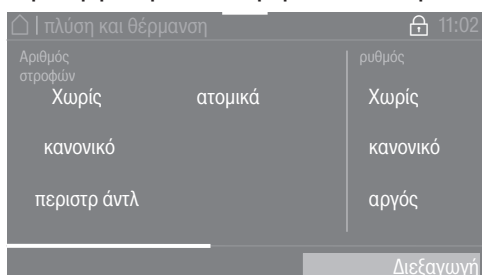 | πλύση και θέρμανση 11:02
Αριθμός
στροφών
ρυθμός
Χωρίς ατομικά Χωρίς
κανονικό κανονικό
περιστρ άντλ αργός
Διεξαγωγή